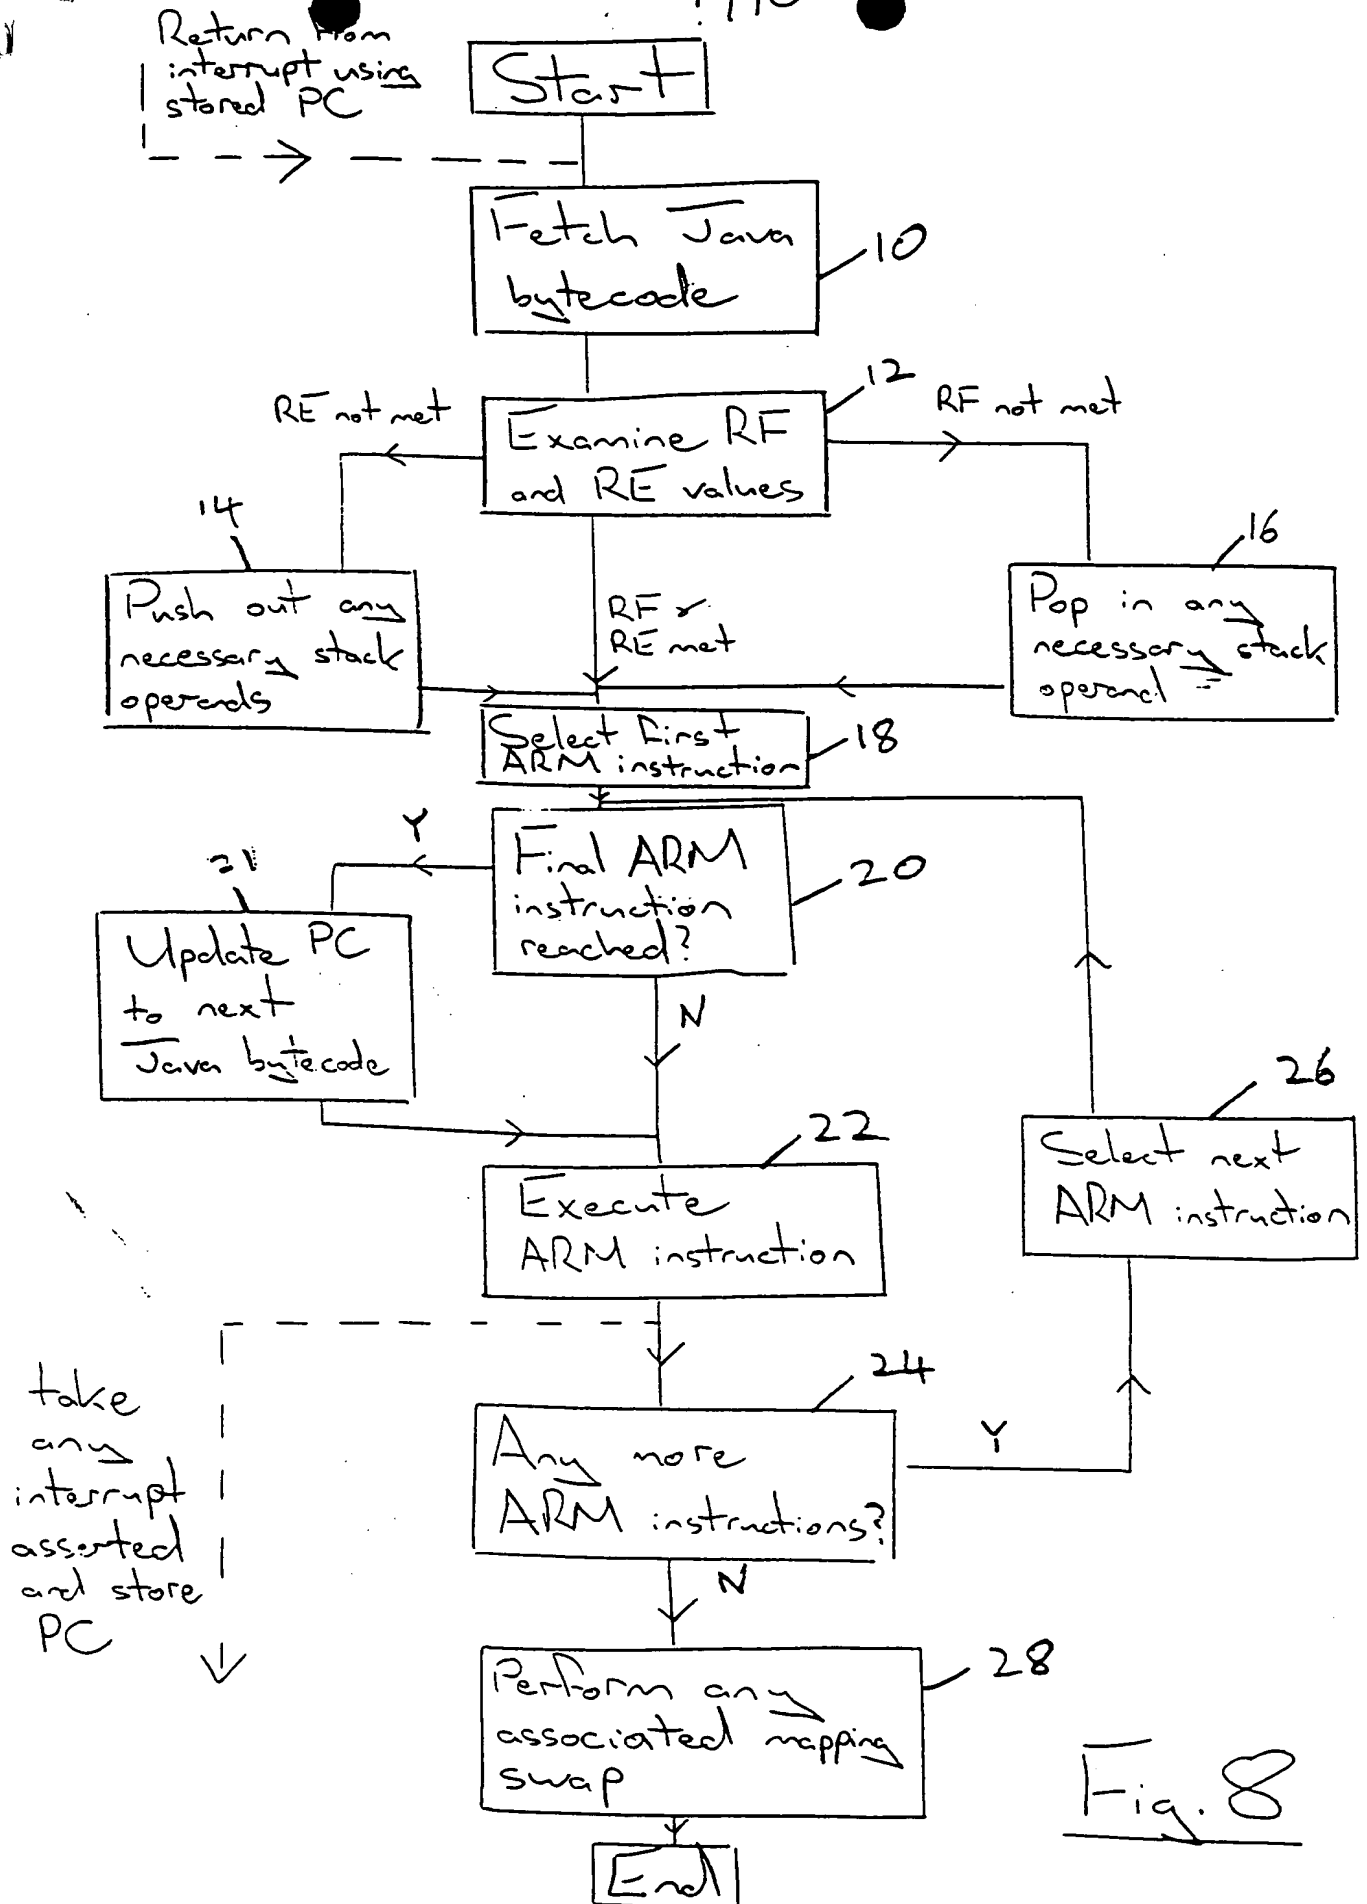 Return from
interrupt using
stored PC
Start
Fetch Java
bytecode
10
12
RE not met
RF not met
Examine RF
and RE values
14
16
Push out any
necessary stack
operands
RF &
RE met
Pop in any
necessary stack
operand
Select first
ARM instruction
18
Y
Final ARM
instruction
reached?
20
21
Update PC
to next
Java bytecode
N
22
26
Execute
ARM instruction
Select next
ARM instruction
24
take
any
interrupt
asserted
and store
PC
Any more
ARM instructions?
Y
N
28
Perform any
associated mapping
swap
End
Fig. 8